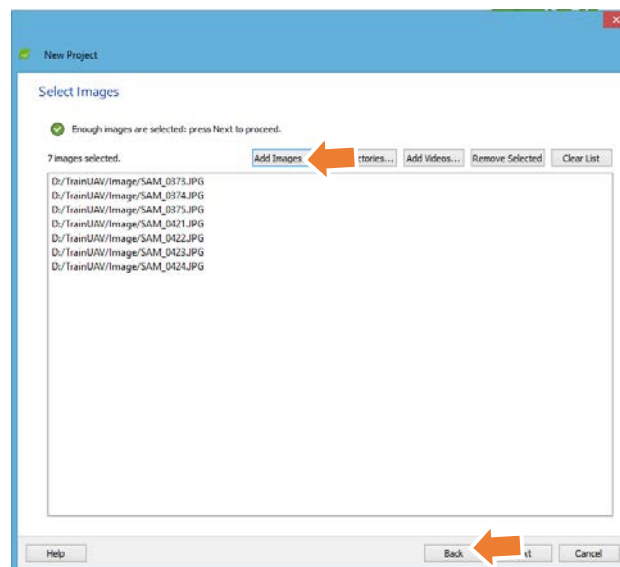 New Project
Select Images
Enough images are selected: press Next to proceed.
7 images selected.
Add Images
ctories...
Add Videos...
Remove Selected
Clear List
D:/TrainUAV/Image/SAM_0373.JPG
D:/TrainUAV/Image/SAM_0374.JPG
D:/TrainUAV/Image/SAM_0375.JPG
D:/TrainUAV/Image/SAM_0421.JPG
D:/TrainUAV/Image/SAM_0422.JPG
D:/TrainUAV/Image/SAM_0423.JPG
D:/TrainUAV/Image/SAM_0424.JPG
Help
Back
xt
Cancel